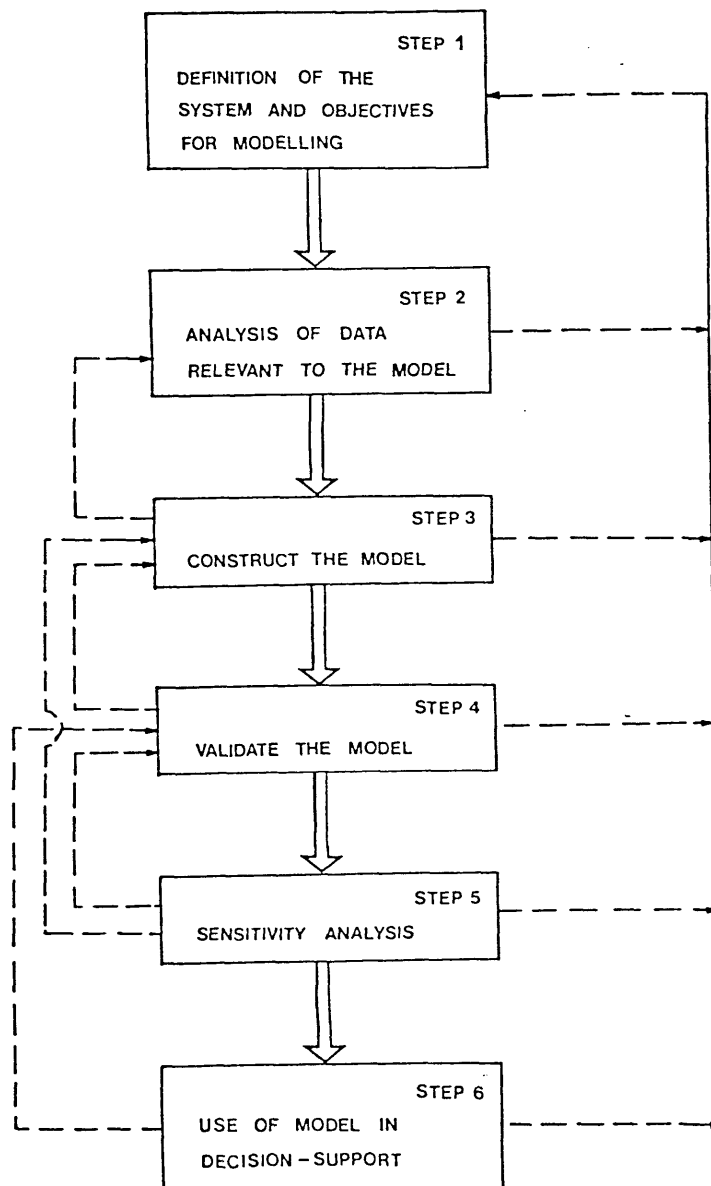 STEP 1
DEFINITION OF THE
SYSTEM AND OBJECTIVES
FOR MODELLING
STEP 2
ANALYSIS OF DATA
RELEVANT TO THE MODEL
STEP 3
CONSTRUCT THE MODEL
STEP 4
VALIDATE THE MODEL
STEP 5
SENSITIVITY ANALYSIS
STEP 6
USE OF MODEL IN
DECISION-SUPPORT